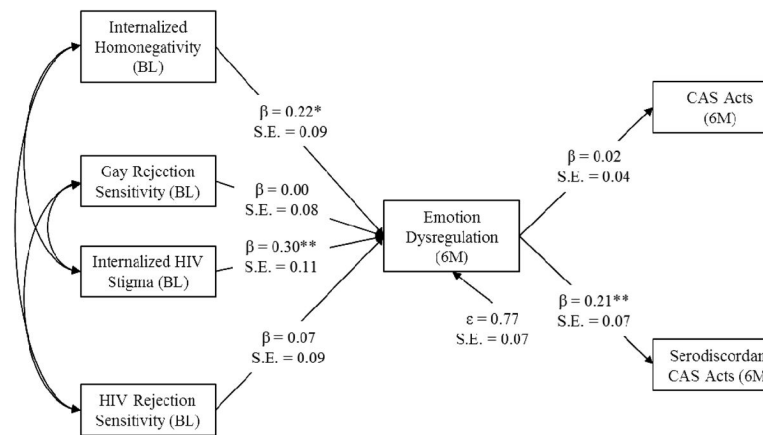 Internalized
Homonegativity
(BL)
β = 0.22*
S.E. = 0.09
CAS Acts
(6M)
Gay Rejection
Sensitivity (BL)
β = 0.00
S.E. = 0.08
β = 0.02
S.E. = 0.04
Emotion
Dysregulation
(6M)
Internalized HIV
Stigma (BL)
β = 0.30**
S.E. = 0.11
β = 0.07
S.E. = 0.09
ε = 0.77
S.E. = 0.07
β = 0.21**
S.E. = 0.07
HIV Rejection
Sensitivity (BL)
Serodiscordan
CAS Acts (6M